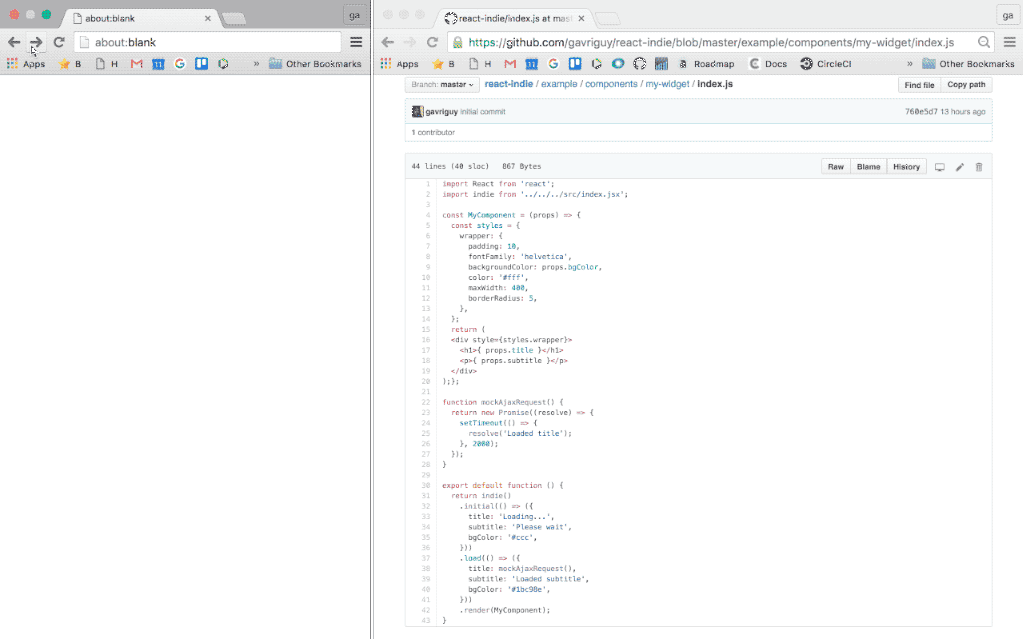 about:blank
ga
about:blank
Apps B H M 11 G Other Bookmarks
react-indie/index.js at mas
ga
https://github.com/gavriguy/react-indie/blob/master/example/components/my-widget/index.js
Apps B H M 11 G Roadmap Docs CircleCI » Other Bookmarks
Branch: master react-indie / example / components / my-widget / index.js Find file Copy path
gavriguy initial commit 760e5d7 13 hours ago
1 contributor
44 lines (40 sloc) 867 Bytes Raw Blame History
1 import React from 'react';
2 import indie from '../../../src/index.jsx';
3
4 const MyComponent = (props) => {
5 const styles = {
6 wrapper: {
7 padding: 10,
8 fontFamily: 'helvetica',
9 backgroundColor: props.bgColor,
10 color: '#fff',
11 maxWidth: 400,
12 borderRadius: 5,
13 },
14 };
15 return (
16 <div style={styles.wrapper}>
17 <h1>{ props.title }</h1>
18 <p>{ props.subtitle }</p>
19 </div>
20 );};
21
22 function mockAjaxRequest() {
23 return new Promise((resolve) => {
24 setTimeout(() => {
25 resolve('Loaded title');
26 }, 2000);
27 });
28 }
29
30 export default function () {
31 return indie()
32 .initial(() => ({
33 title: 'Loading...',
34 subtitle: 'Please wait',
35 bgColor: '#ccc',
36 }))
37 .load(() => ({
38 title: mockAjaxRequest(),
39 subtitle: 'Loaded subtitle',
40 bgColor: '#1bc98e',
41 }))
42 .render(MyComponent);
43 }